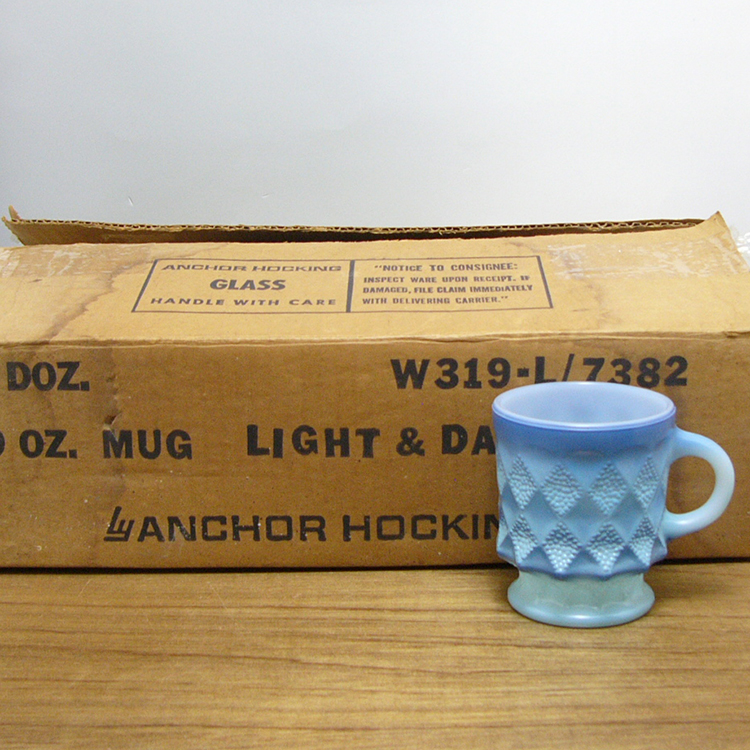 ANCHOR HOCKING
GLASS
HANDLE WITH CARE
"NOTICE TO CONSIGNEE:
INSPECT WARE UPON RECEIPT. IF
DAMAGED, FILE CLAIM IMMEDIATELY
WITH DELIVERING CARRIER."
DOZ.
W319-L/7382
OZ. MUG LIGHT & DA
ANCHOR HOCKIN